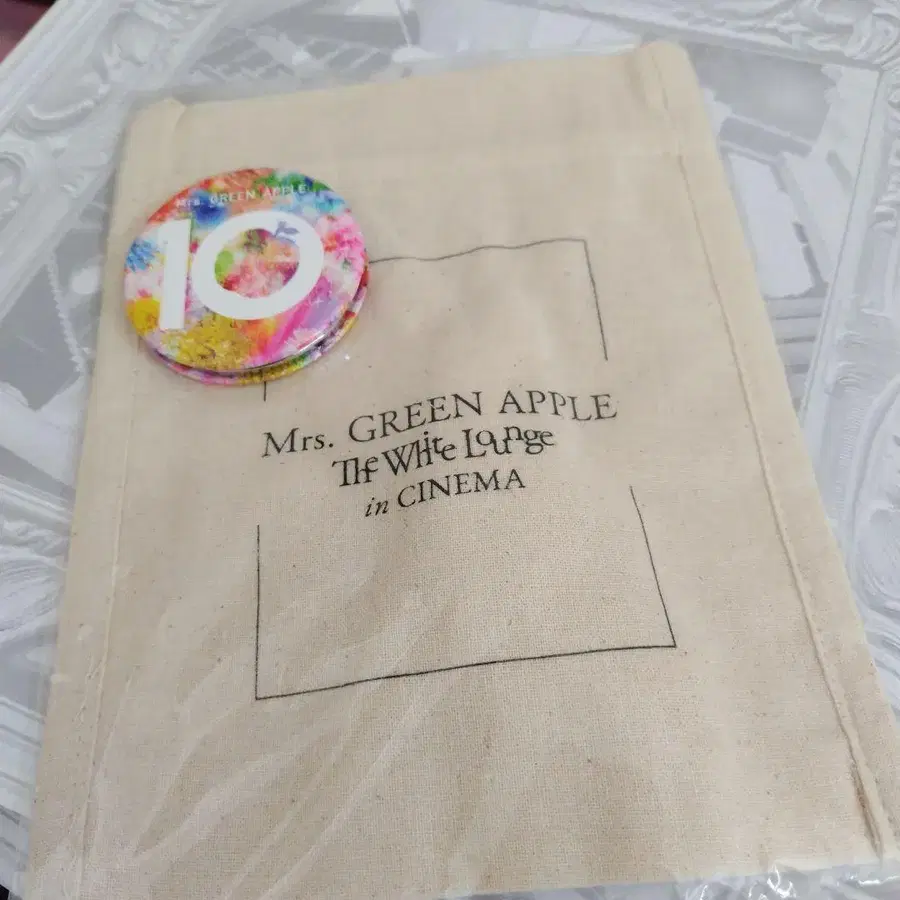 Mrs. GREEN APPLE
10
Mrs. GREEN APPLE
The White Lounge
in CINEMA